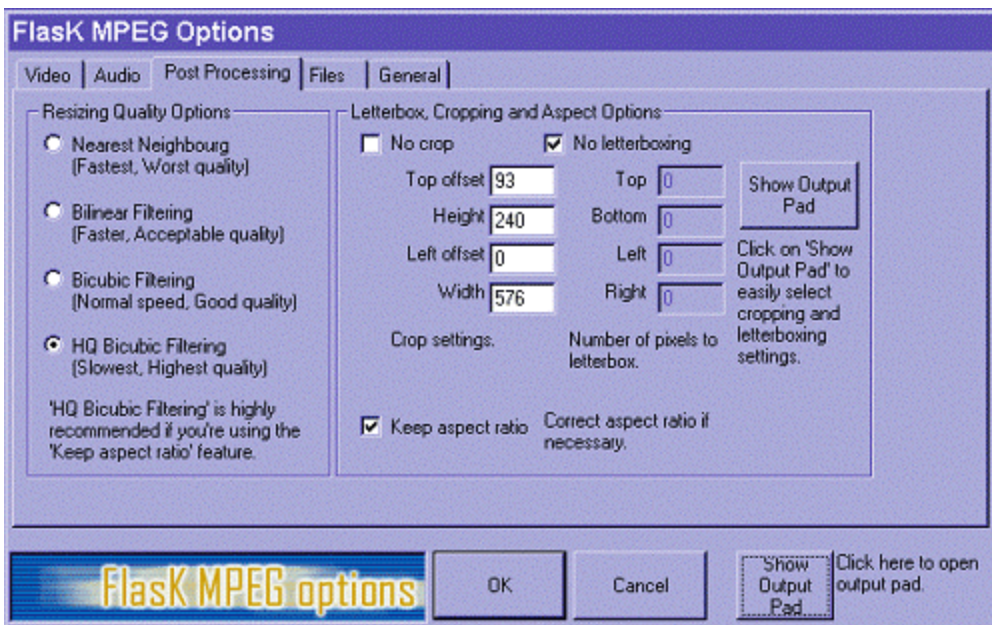 FlasK MPEG Options
Video
Audio
Post Processing
Files
General
Resizing Quality Options
Nearest Neighbourg
(Fastest, Worst quality)
Bilinear Filtering
(Faster, Acceptable quality)
Bicubic Filtering
(Normal speed, Good quality)
HQ Bicubic Filtering
(Slowest, Highest quality)
'HQ Bicubic Filtering' is highly
recommended if you're using the
'Keep aspect ratio' feature.
Letterbox, Cropping and Aspect Options
No crop
No letterboxing
Top offset 93
Height 240
Left offset 0
Width 576
Crop settings.
Top 0
Bottom 0
Left 0
Right 0
Number of pixels to
letterbox.
Show Output
Pad
Click on 'Show
Output Pad' to
easily select
cropping and
letterboxing
settings.
Keep aspect ratio
Correct aspect ratio if
necessary.
FlasK MPEG options
OK
Cancel
Show
Output
Pad
Click here to open
output pad.